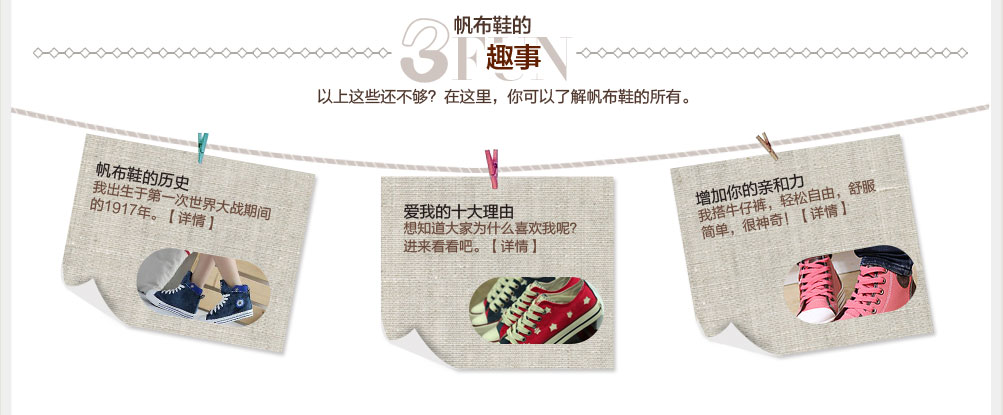 帆布鞋的
3FUN
趣事
以上这些还不够？在这里，你可以了解帆布鞋的所有。
帆布鞋的历史
我出生于第一次世界大战期间
的1917年。【详情】
爱我的十大理由
想知道大家为什么喜欢我呢？
进来看看吧。【详情】
增加你的亲和力
我搭牛仔裤，轻松自由，舒服
简单，很神奇！【详情】